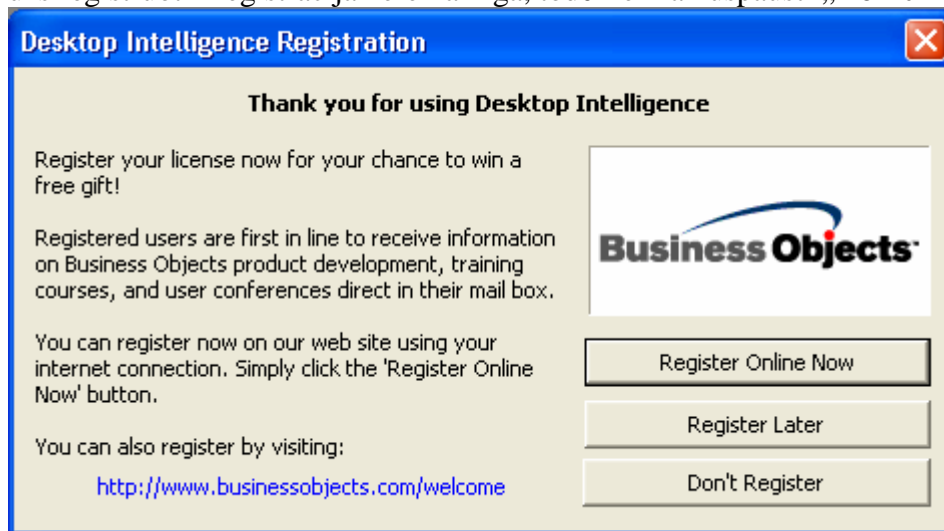 Desktop Intelligence Registration
Thank you for using Desktop Intelligence
Register your license now for your chance to win a
free gift!
Registered users are first in line to receive information
on Business Objects product development, training
courses, and user conferences direct in their mail box.
You can register now on our web site using your
internet connection. Simply click the 'Register Online
Now' button.
You can also register by visiting:
http://www.businessobjects.com/welcome
Business Objects
Register Online Now
Register Later
Don't Register